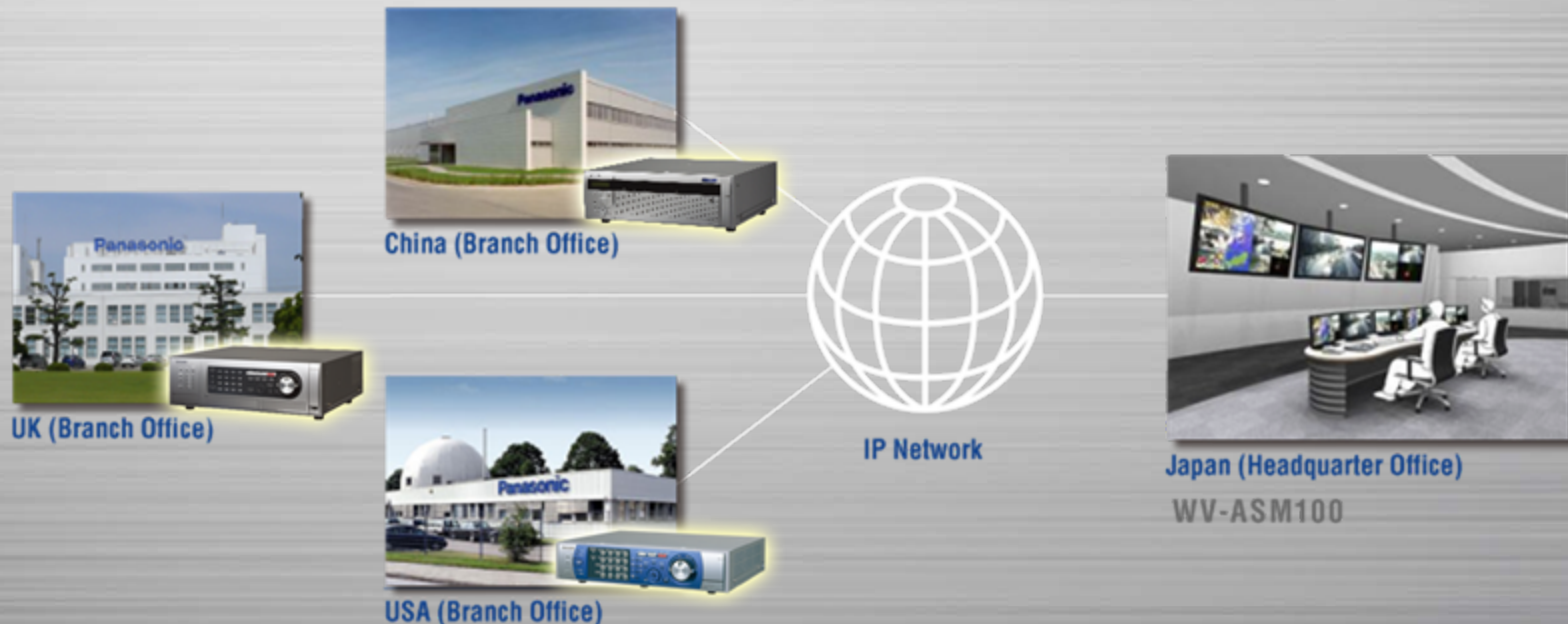 Panasonic
China (Branch Office)
Panasonic
UK (Branch Office)
Panasonic
USA (Branch Office)
IP Network
Japan (Headquarter Office)
WV-ASM100